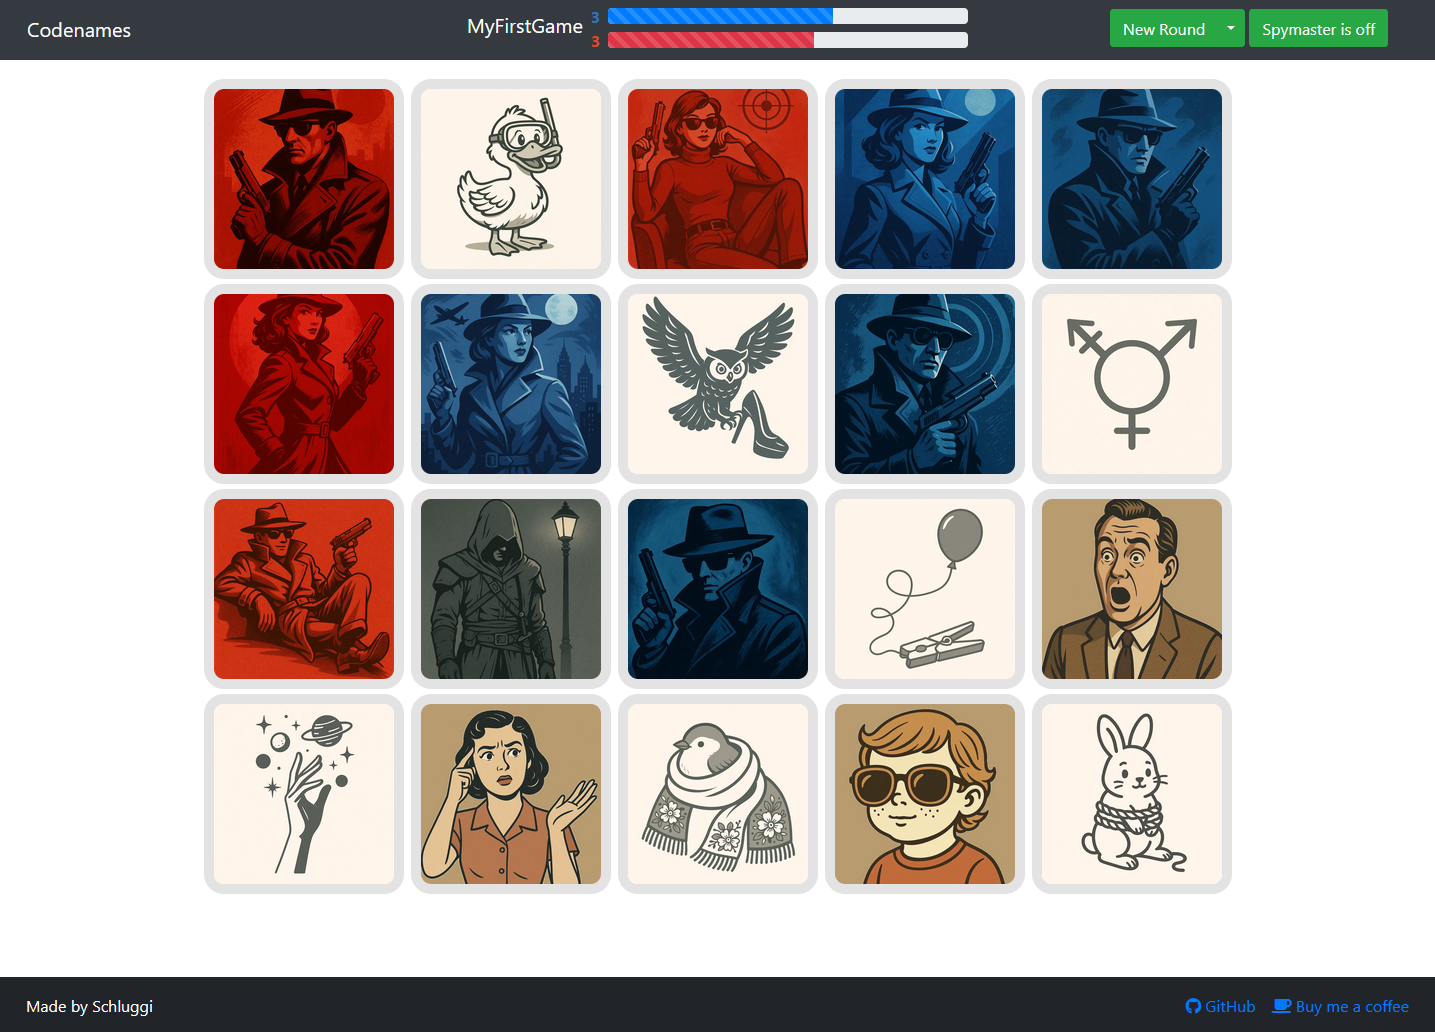 Codenames
MyFirstGame
3
3
New Round
Spymaster is off
Made by Schluggi
GitHub
Buy me a coffee